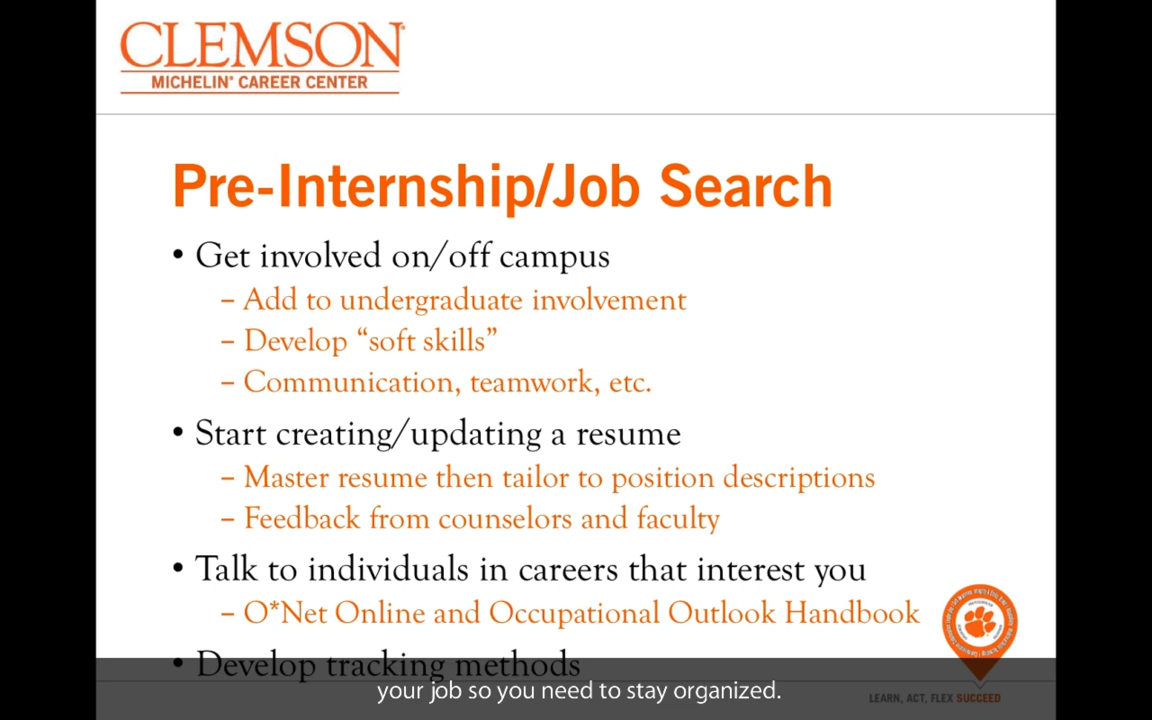 CLEMSON®
MICHELIN® CAREER CENTER
Pre-Internship/Job Search
• Get involved on/off campus
– Add to undergraduate involvement
– Develop “soft skills”
– Communication, teamwork, etc.
• Start creating/updating a resume
– Master resume then tailor to position descriptions
– Feedback from counselors and faculty
• Talk to individuals in careers that interest you
– O*Net Online and Occupational Outlook Handbook
• Develop tracking methods
your job so you need to stay organized.
LEARN, ACT, FLEX SUCCEED